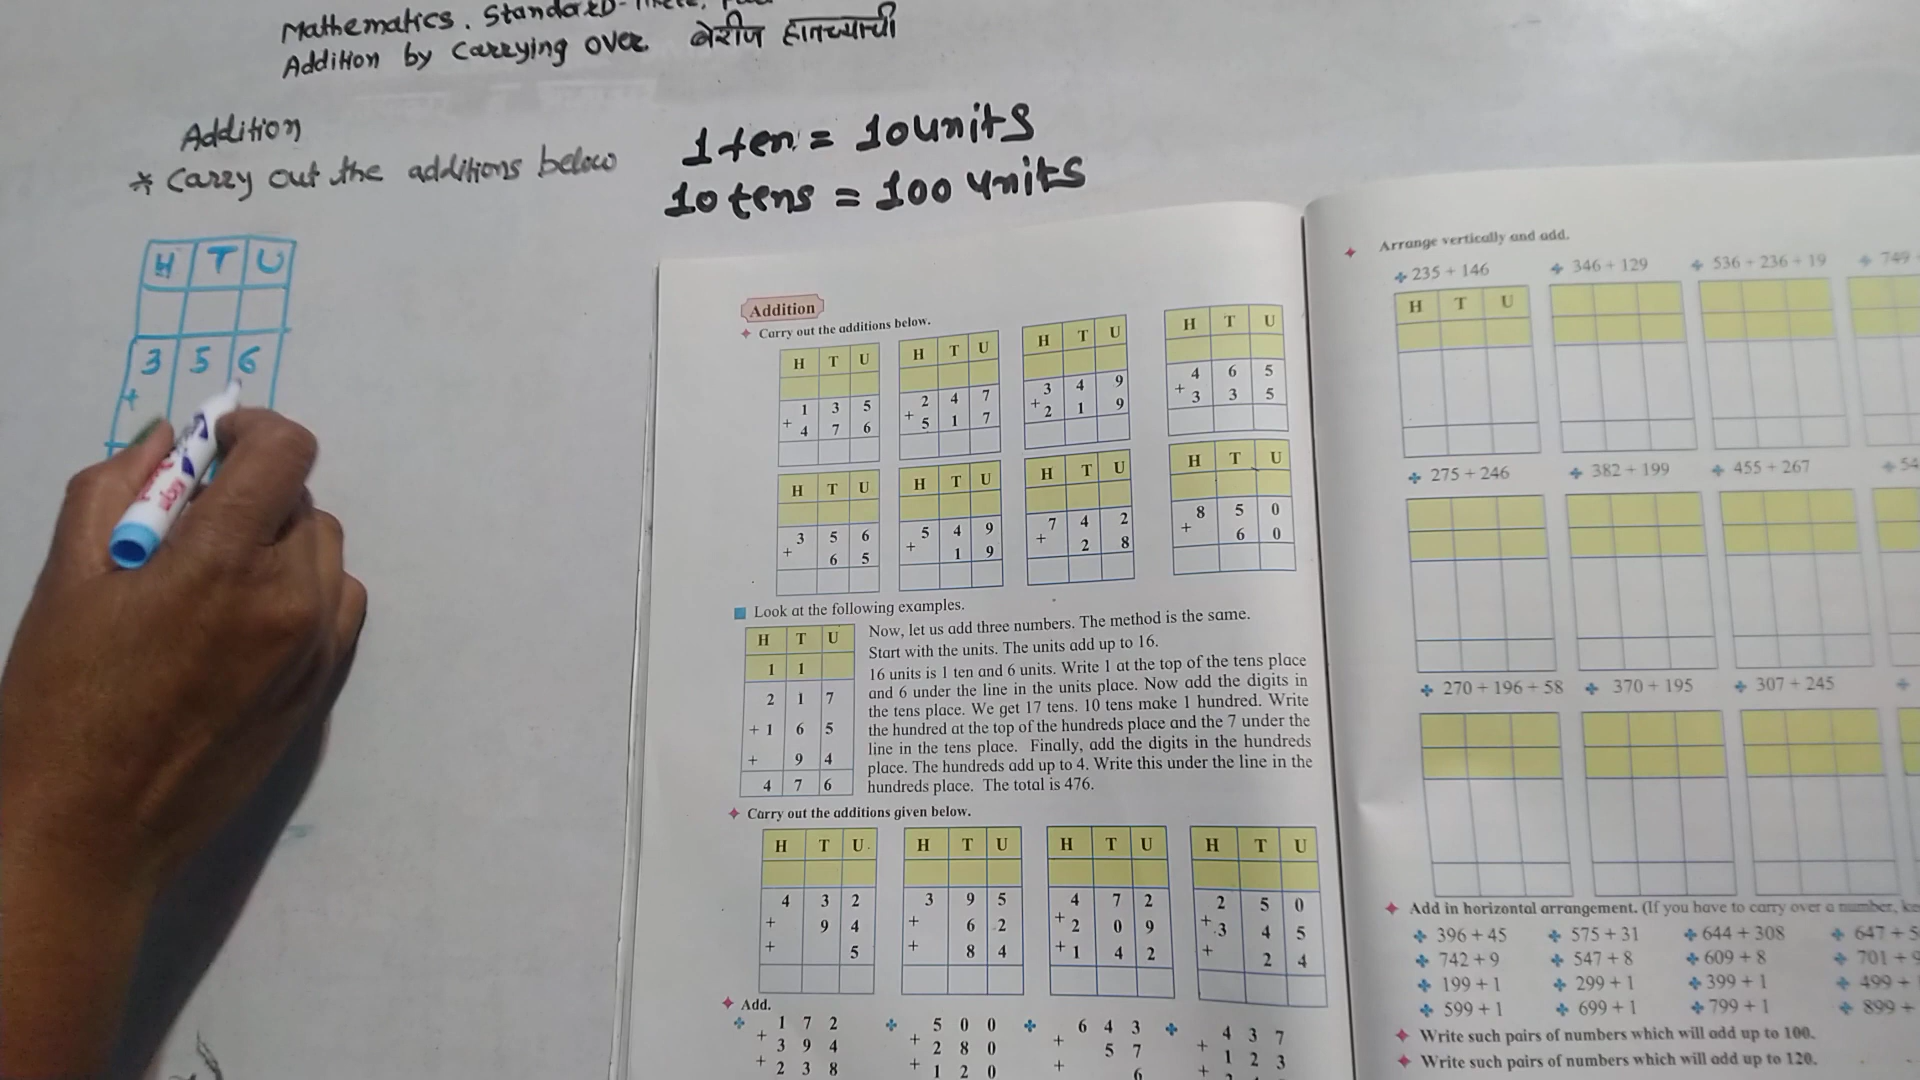 Mathematics. Standard-
Addition by Carrying Over. बेरीज हातच्याची
Addition
* Carry out the additions below
1 ten = 10 units
10 tens = 100 units
H T U
3 5 6
+
Addition
Carry out the additions below.
H T U H T U H T U H T U
1 3 5 2 4 7 3 4 9 4 6 5
+ 4 7 6 + 5 1 7 + 2 1 9 + 3 3 5
H T U H T U H T U H T U
3 5 6 5 4 9 7 4 2 8 5 0
+ 6 5 + 1 9 + 2 8 + 6 0
Look at the following examples.
H T U
1 1
2 1 7
+ 1 6 5
+ 9 4
4 7 6
Now, let us add three numbers. The method is the same.
Start with the units. The units add up to 16.
16 units is 1 ten and 6 units. Write 1 at the top of the tens place
and 6 under the line in the units place. Now add the digits in
the tens place. We get 17 tens. 10 tens make 1 hundred. Write
the hundred at the top of the hundreds place and the 7 under the
line in the tens place. Finally, add the digits in the hundreds
place. The hundreds add up to 4. Write this under the line in the
hundreds place. The total is 476.
Carry out the additions given below.
H T U H T U H T U H T U
4 3 2 3 9 5 4 7 2 2 5 0
+ 9 4 + 6 2 + 2 0 9 + 3 4 5
+ 5 + 8 4 + 1 4 2 + 2 4
Add.
1 7 2 5 0 0 6 4 3 4 3 7
+ 3 9 4 + 2 8 0 + 5 7 + 1 2 3
+ 2 3 8 + 1 2 0 + 6 +
Arrange vertically and add.
235 + 146 346 + 129 536 + 236 + 19 749
H T U
275 + 246 382 + 199 455 + 267 54
270 + 196 + 58 370 + 195 307 + 245
Add in horizontal arrangement. (If you have to carry over a number,
396 + 45 575 + 31 644 + 308 647 + 5
742 + 9 547 + 8 609 + 8 701 + 9
199 + 1 299 + 1 399 + 1 499 +
599 + 1 699 + 1 799 + 1 899 +
Write such pairs of numbers which will add up to 100.
Write such pairs of numbers which will add up to 120.